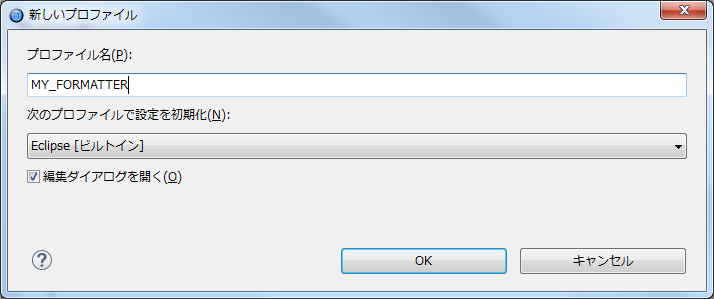 新しいプロファイル
プロファイル名(P):
MY_FORMATTER
次のプロファイルで設定を初期化(N):
Eclipse [ビルトイン]
編集ダイアログを開く(O)
?
OK
キャンセル